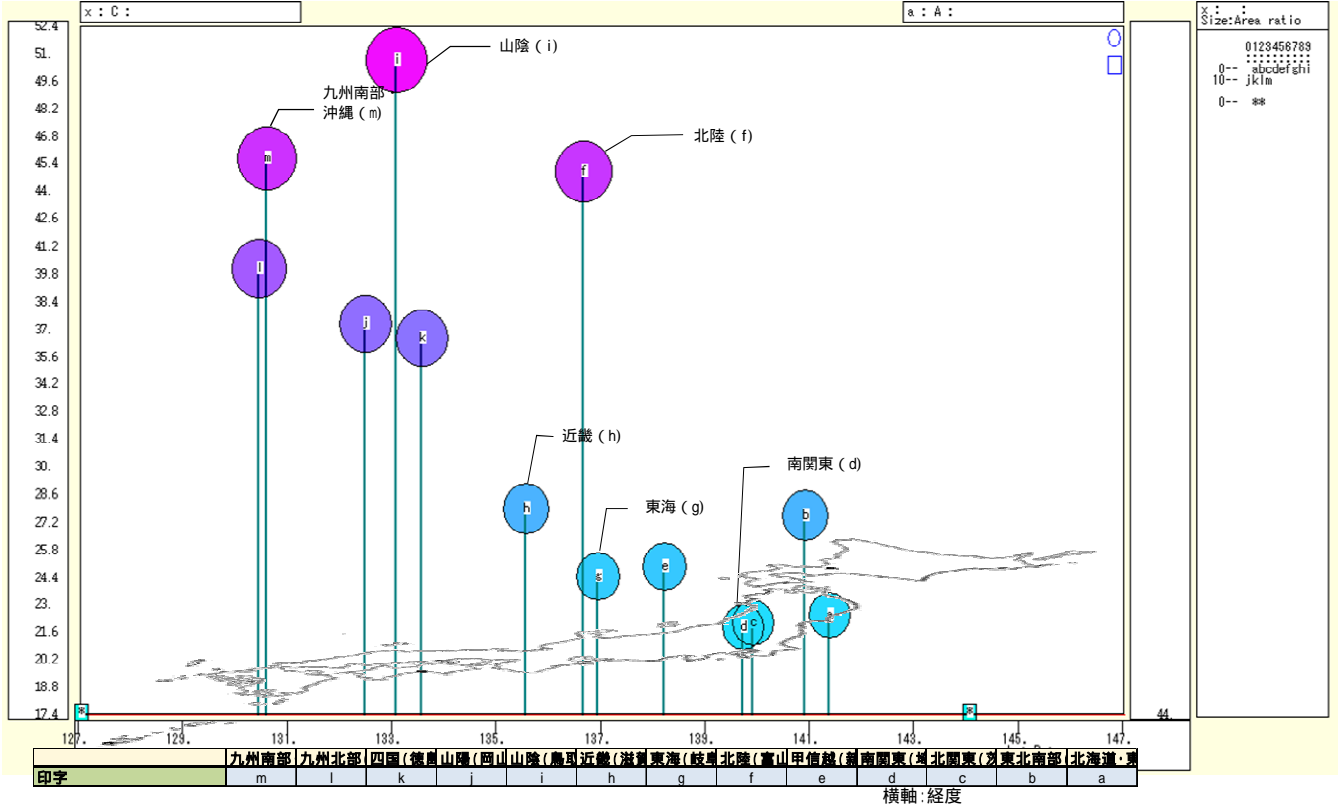 x : C :
a : A :
x : :
Size:Area ratio
0123456789
0-- abcdefghi
10-- jklm
0-- **
52.4
51.
49.6
48.2
46.8
45.4
44.
42.6
41.2
39.8
38.4
37.
35.6
34.2
32.8
31.4
30.
28.6
27.2
25.8
24.4
23.
21.6
20.2
18.8
17.4
44.
山陰（i）
九州南部
沖縄（m）
北陸（f）
近畿（h）
東海（g）
南関東（d）
i
m
f
l
j
k
h
b
e
d
c
*
*
127.
129.
131.
133.
135.
137.
139.
141.
143.
145.
147.
九州南部 九州北部 四国(徳島 山陽(岡山 山陰(鳥取 近畿(滋賀 東海(岐阜 北陸(富山 甲信越(新 南関東(埼 北関東(茨 東北南部( 北海道・東
印字 m l k j i h g f e d c b a
横軸:経度